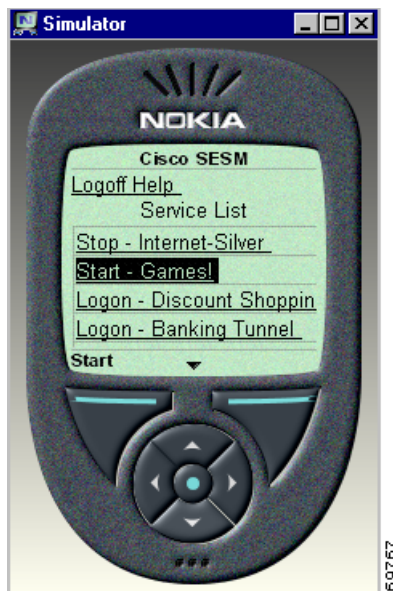 Simulator
NOKIA
Cisco SESM
Logoff Help
Service List
Stop - Internet-Silver
Start - Games!
Logon - Discount Shoppin
Logon - Banking Tunnel
Start
69767